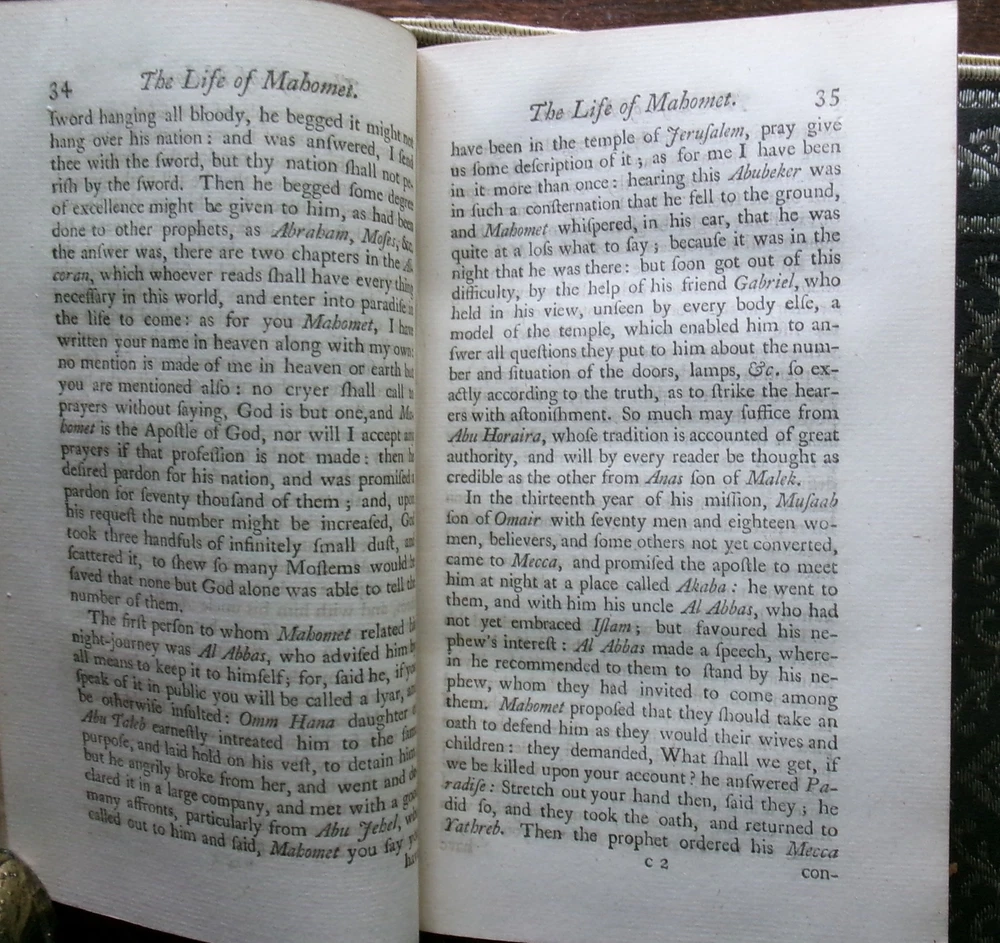 34 The Life of Mahomet.
ſword hanging all bloody, he begged it might not
hang over his nation : and was anſwered, I ſend
thee with the ſword, but thy nation ſhall not pe-
riſh by the ſword. Then he begged ſome degree
of excellence might be given to him, as had been
done to other prophets, as Abraham, Moſes, &c.
the anſwer was, there are two chapters in the Al-
coran, which whoever reads ſhall have every thing
neceſſary in this world, and enter into paradiſe in
the life to come : as for you Mahomet, I have
written your name in heaven along with my own:
no mention is made of me in heaven or earth but
you are mentioned alſo : no cryer ſhall call
prayers without ſaying, God is but one, and Ma-
homet is the Apoſtle of God, nor will I accept any
prayers if that profeſſion is not made : then he
deſired pardon for his nation, and was promiſed
pardon for ſeventy thouſand of them ; and, upon
his requeſt the number might be increaſed, God
took three handfuls of infinitely ſmall duſt, and
ſcattered it, to ſhew ſo many Moſlems would be
ſaved that none but God alone was able to tell the
number of them.
The firſt perſon to whom Mahomet related his
night-journey was Al Abbas, who adviſed him by
all means to keep it to himſelf; for, ſaid he, if you
ſpeak of it in public you will be called a lyar, and
be otherwiſe inſulted : Omm Hana daughter of
Abu Taleb earneſtly intreated him to the ſame
purpoſe, and laid hold on his veſt, to detain him,
but he angrily broke from her, and went and de-
clared it in a large company, and met with a good
many affronts, particularly from Abu Jehel, who
called out to him and ſaid, Mahomet you ſay you
have
The Life of Mahomet. 35
have been in the temple of Jeruſalem, pray give
us ſome deſcription of it ; as for me I have been
in it more than once : hearing this Abubeker was
in ſuch a conſternation that he fell to the ground,
and Mahomet whiſpered, in his ear, that he was
quite at a loſs what to ſay ; becauſe it was in the
night that he was there : but ſoon got out of this
difficulty, by the help of his friend Gabriel, who
held in his view, unſeen by every body elſe, a
model of the temple, which enabled him to an-
ſwer all queſtions they put to him about the num-
ber and ſituation of the doors, lamps, &c. ſo ex-
actly according to the truth, as to ſtrike the hear-
ers with aſtoniſhment. So much may ſuffice from
Abu Horaira, whoſe tradition is accounted of great
authority, and will by every reader be thought as
credible as the other from Anas ſon of Malek.
In the thirteenth year of his miſſion, Muſaab
ſon of Omair with ſeventy men and eighteen wo-
men, believers, and ſome others not yet converted,
came to Mecca, and promiſed the apoſtle to meet
him at night at a place called Akaba : he went to
them, and with him his uncle Al Abbas, who had
not yet embraced Iſlam ; but favoured his ne-
phew's intereſt : Al Abbas made a ſpeech, where-
in he recommended to them to ſtand by his ne-
phew, whom they had invited to come among
them. Mahomet propoſed that they ſhould take an
oath to defend him as they would their wives and
children : they demanded, What ſhall we get, if
we be killed upon your account ? he anſwered Pa-
radiſe : Stretch out your hand then, ſaid they ; he
did ſo, and they took the oath, and returned to
Yathreb. Then the prophet ordered his Mecca
C 2
con-